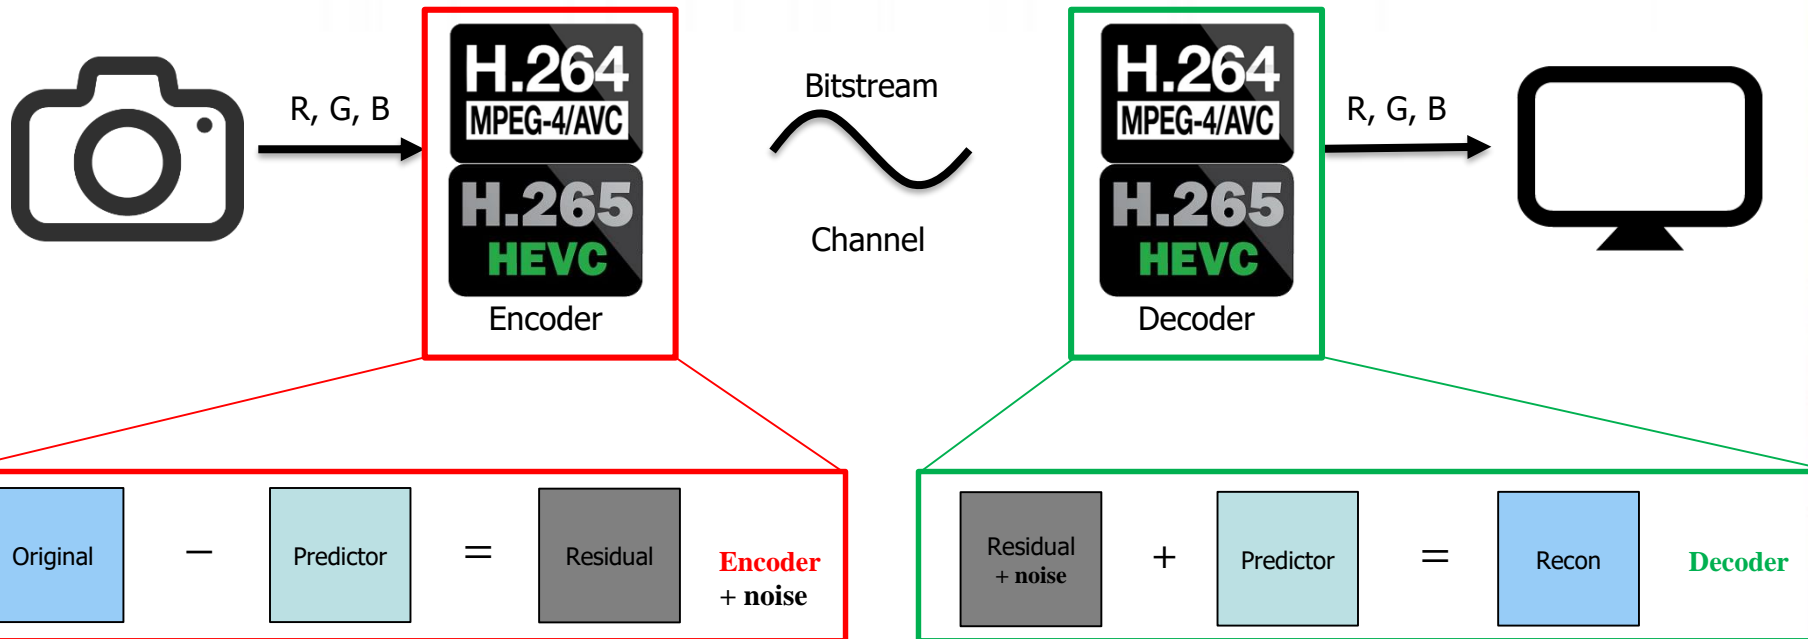 R, G, B
H.264
MPEG-4/AVC
H.265
HEVC
Encoder
Bitstream
Channel
H.264
MPEG-4/AVC
H.265
HEVC
Decoder
R, G, B
Original
−
Predictor
=
Residual
Encoder
+ noise
Residual
+ noise
+
Predictor
=
Recon
Decoder